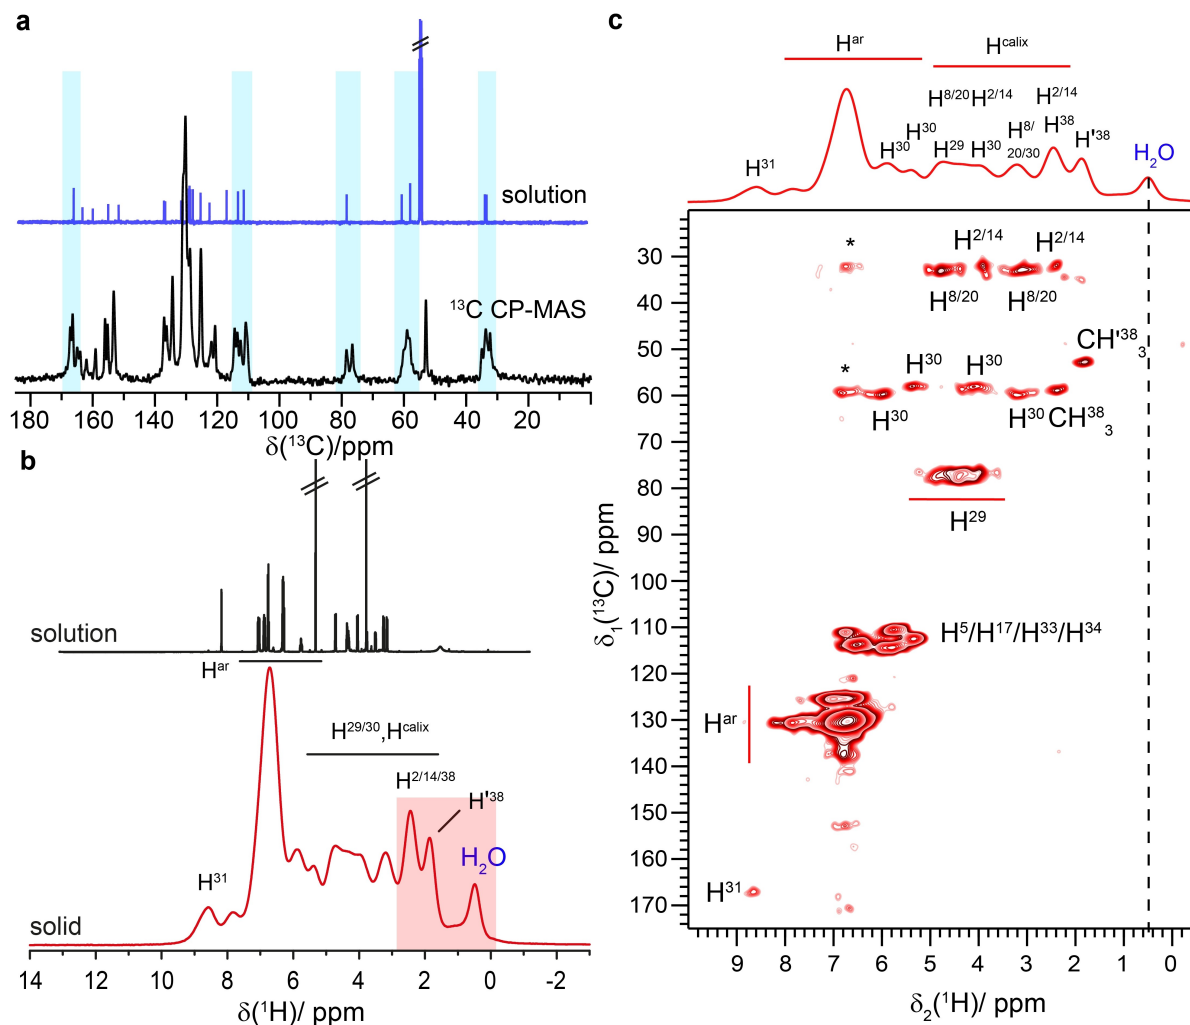 a
solution
¹³C CP-MAS
180 160 140 120 100 80 60 40 20
δ(¹³C)/ppm
b
solution
Hᵃʳ
H²⁹/³⁰,Hᶜᵃˡⁱˣ
H²/¹⁴/³⁸
H'³⁸
H₂O
H³¹
solid
14 12 10 8 6 4 2 0 -2
δ(¹H)/ ppm
c
Hᵃʳ
Hᶜᵃˡⁱˣ
H⁸/²⁰ H²/¹⁴ H²/¹⁴
H³⁰ H⁸/ H³⁸ H'³⁸
H³¹ H³⁰ H²⁹ H³⁰ 20/30 H₂O
* H²/¹⁴ H²/¹⁴
H⁸/²⁰ H⁸/²⁰
CH'³⁸₃
* H³⁰ H³⁰
H³⁰ H³⁰ CH³⁸₃
H²⁹
H⁵/H¹⁷/H³³/H³⁴
Hᵃʳ
H³¹
30
40
50
60
70
80
90
100
110
120
130
140
150
160
170
δ₁(¹³C)/ ppm
9 8 7 6 5 4 3 2 1 0
δ₂(¹H)/ ppm